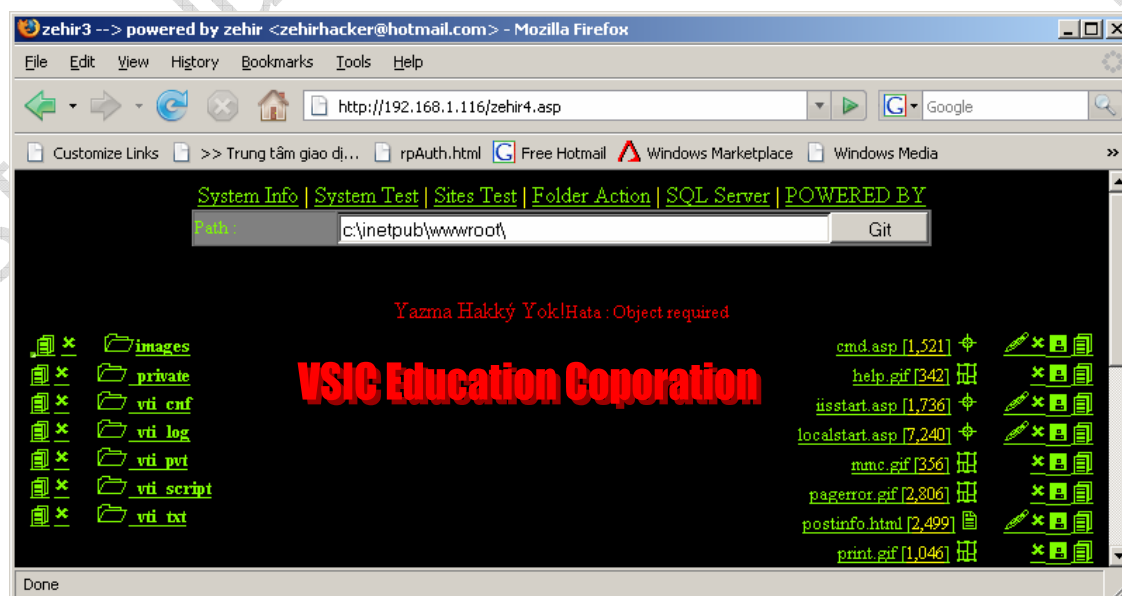 zehir3 --> powered by zehir <zehirhacker@hotmail.com> - Mozilla Firefox
File Edit View History Bookmarks Tools Help
http://192.168.1.116/zehir4.asp
G Google
Customize Links >> Trung tâm giao dị... rpAuth.html G Free Hotmail Windows Marketplace Windows Media »
System Info | System Test | Sites Test | Folder Action | SQL Server | POWERED BY
Path : c:\inetpub\wwwroot\ Git
Yazma Hakký Yok!Hata : Object required
images cmd.asp [1,521]
_private help.gif [342]
_vti_cnf iisstart.asp [1,736]
_vti_log localstart.asp [7,240]
_vti_pvt mmc.gif [356]
_vti_script pagerror.gif [2,806]
_vti_txt postinfo.html [2,499]
print.gif [1,046]
VSIC Education Coporation
Done